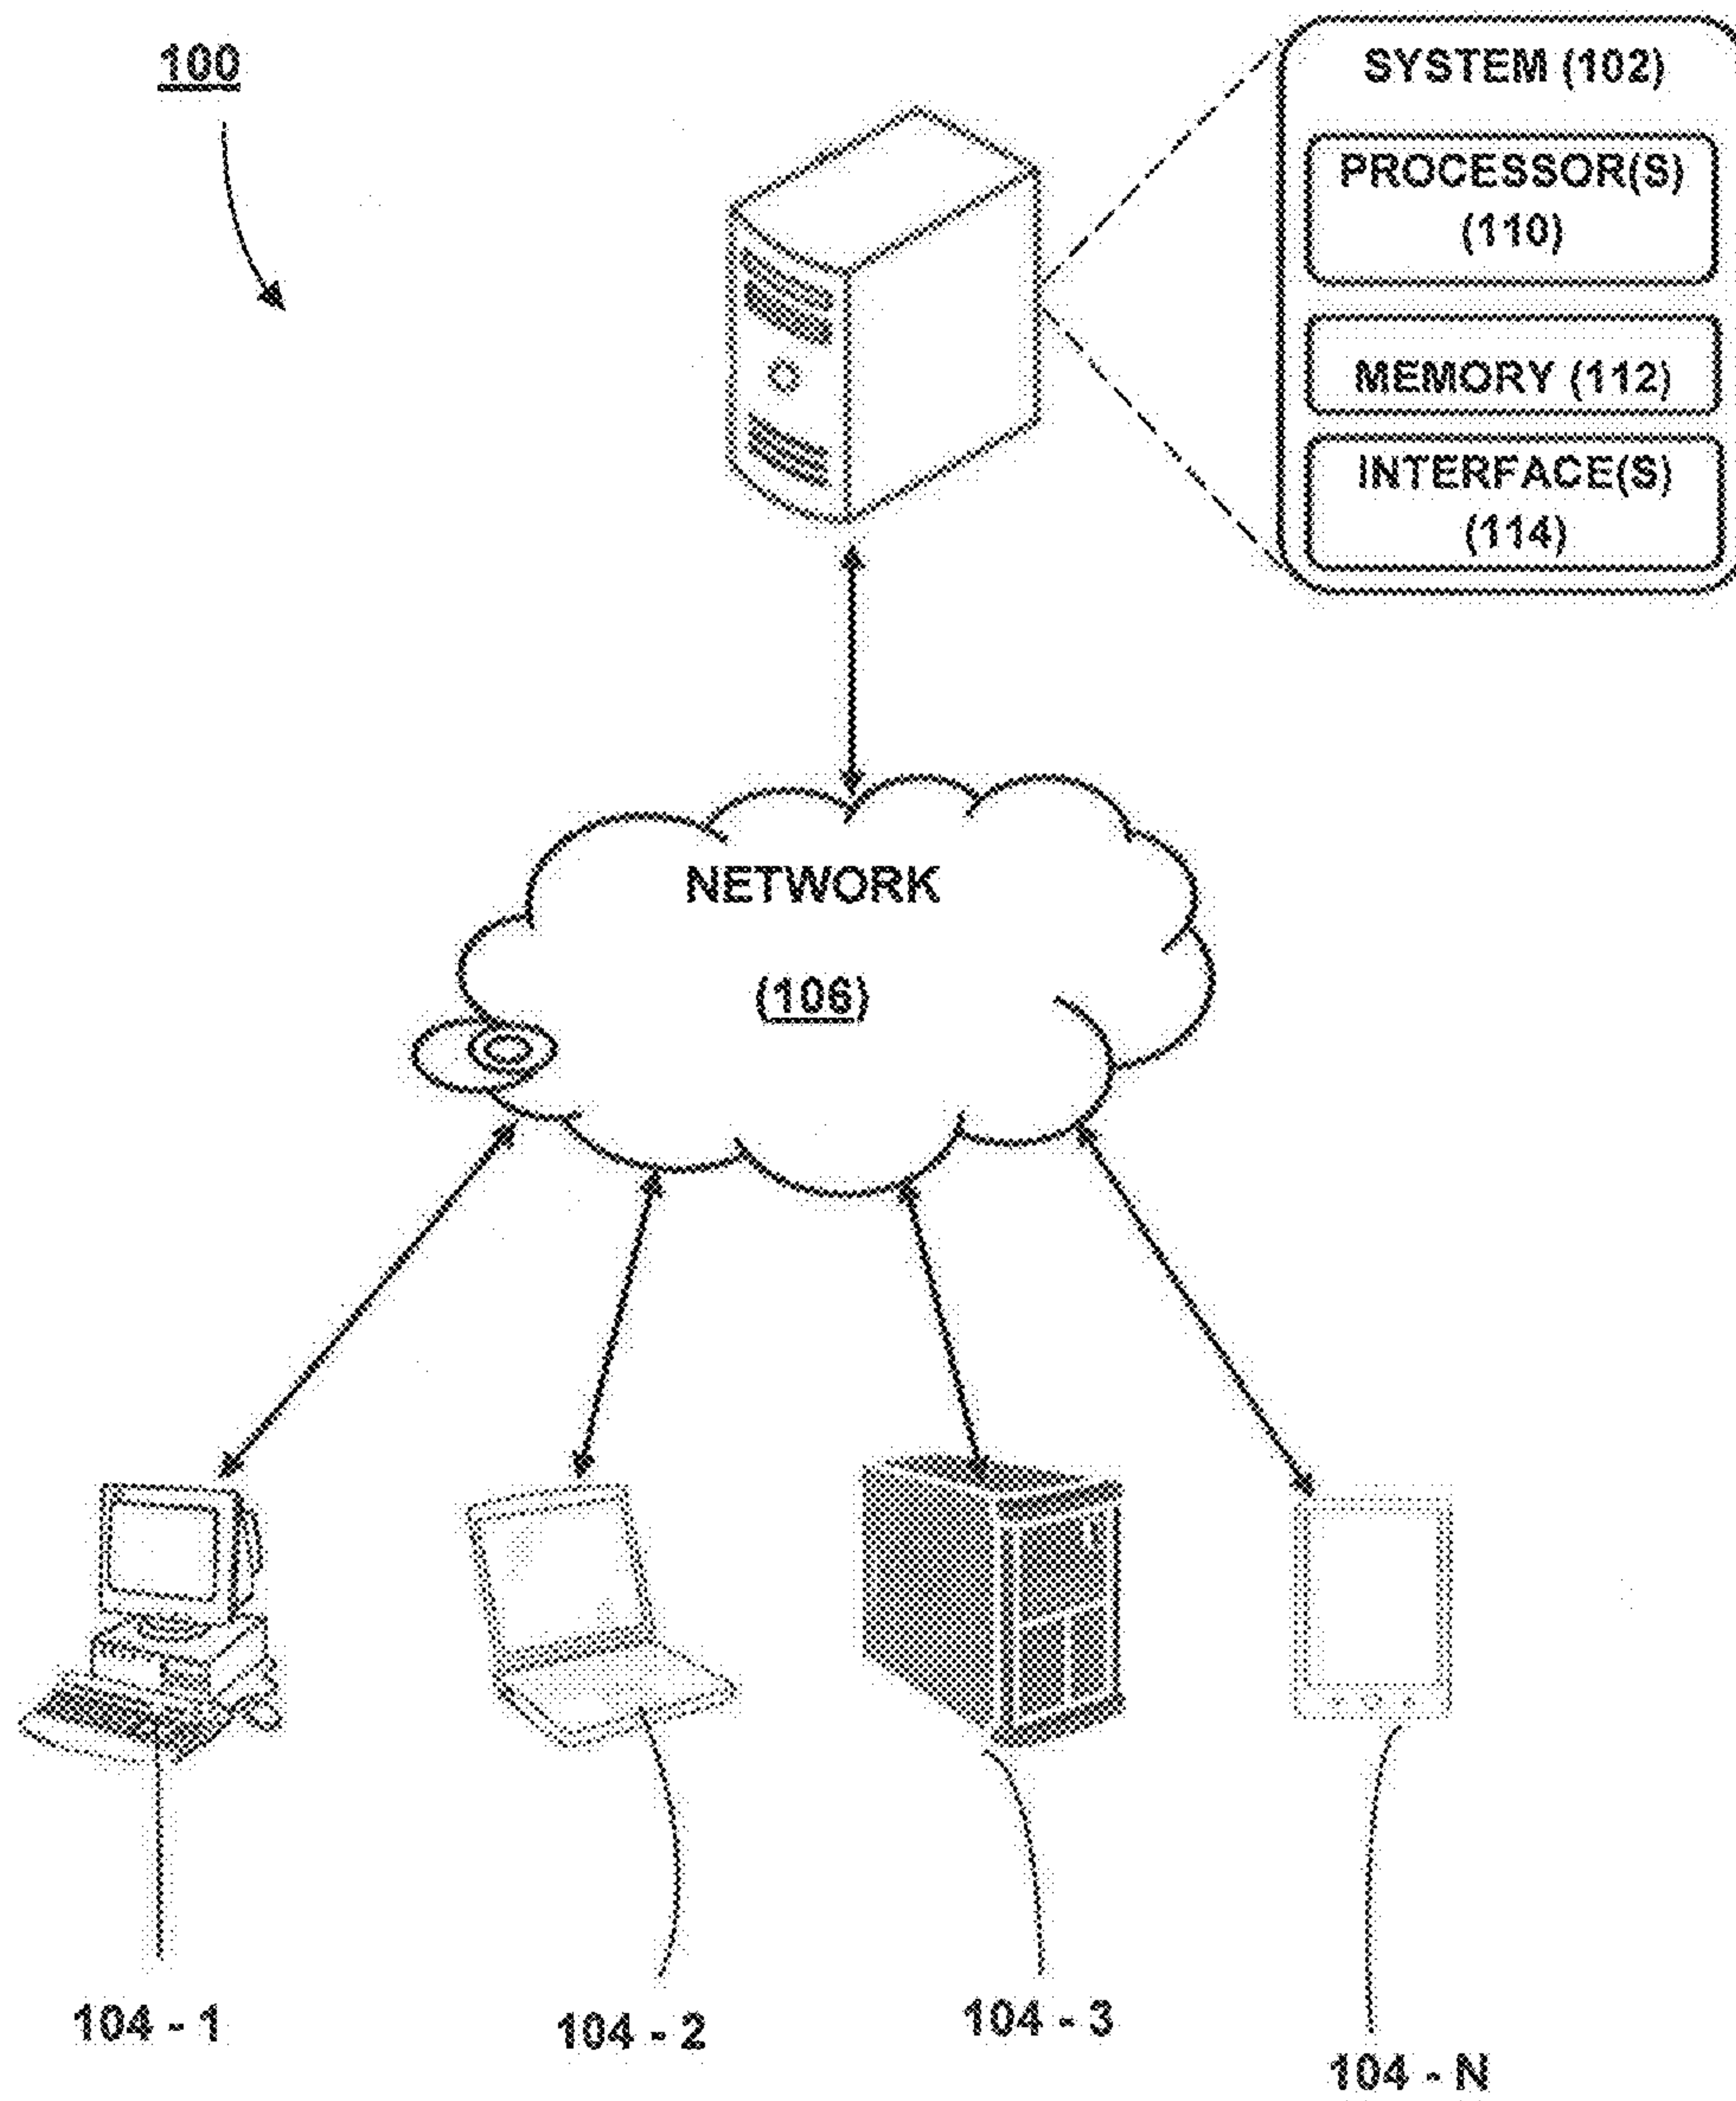 100
SYSTEM (102)
PROCESSOR(S)
(110)
MEMORY (112)
INTERFACE(S)
(114)
NETWORK
(106)
104 - 1
104 - 2
104 - 3
104 - N